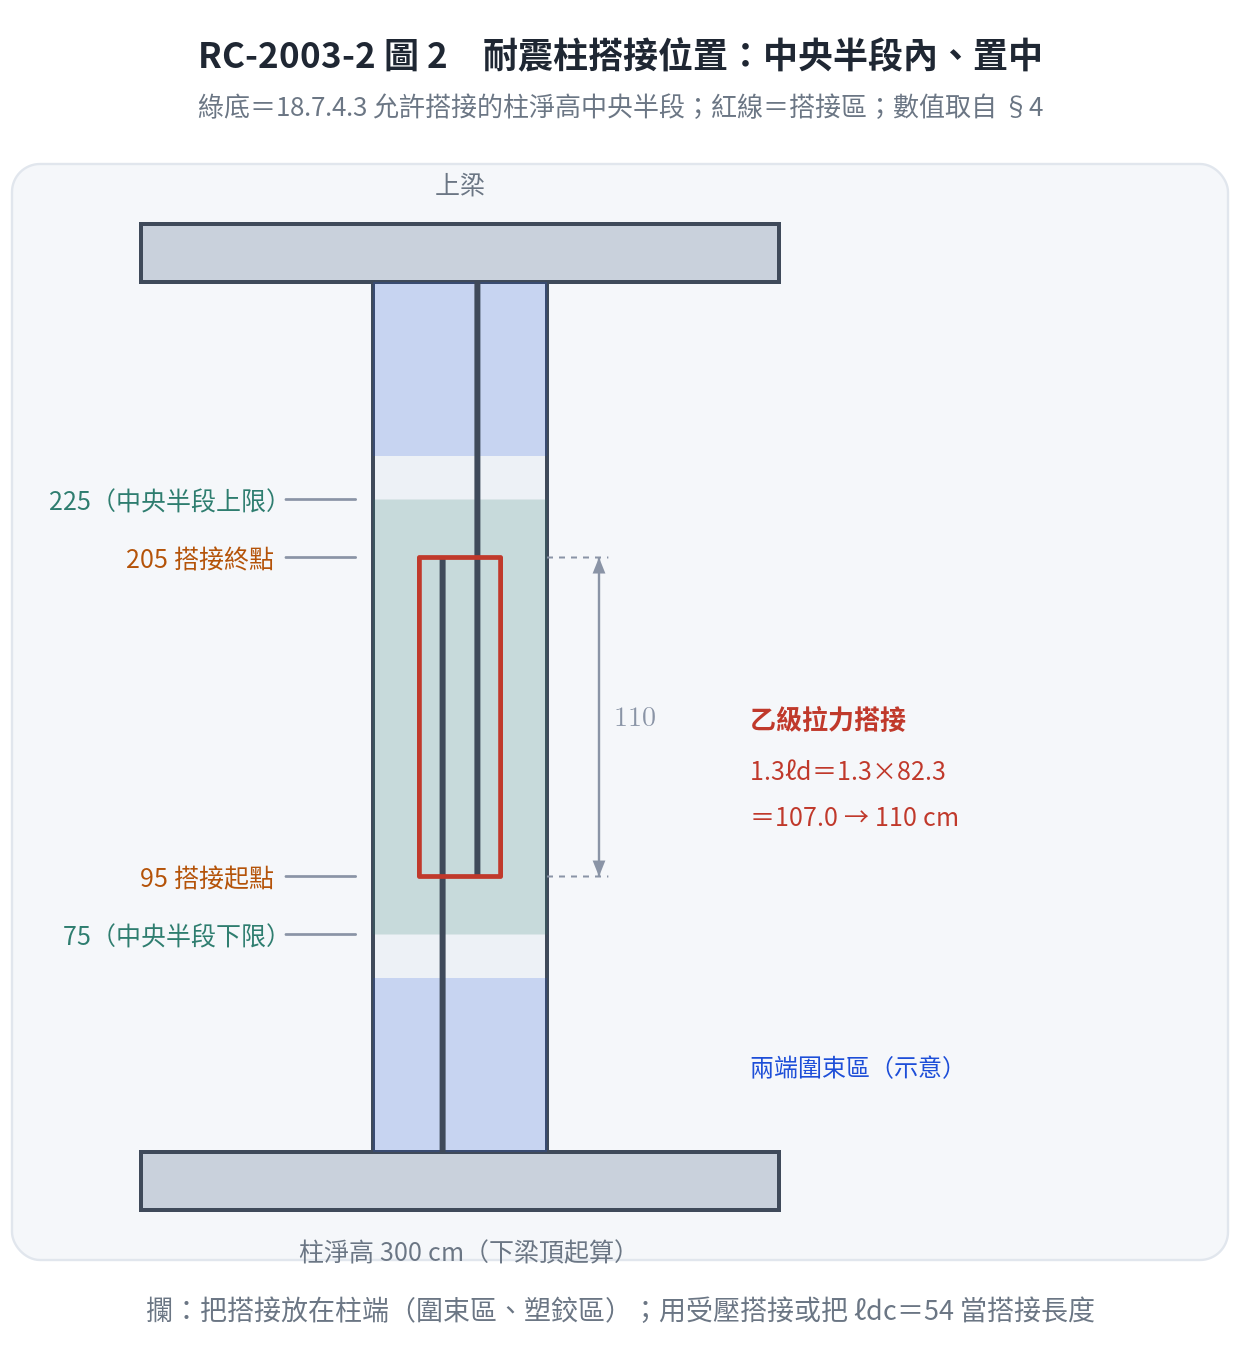 RC-2003-2 圖 2　耐震柱搭接位置：中央半段內、置中
綠底＝18.7.4.3 允許搭接的柱淨高中央半段；紅線＝搭接區；數值取自 §4
上梁
225（中央半段上限）
205 搭接終點
110
乙級拉力搭接
1.3ℓd＝1.3×82.3
＝107.0 → 110 cm
95 搭接起點
75（中央半段下限）
兩端圍束區（示意）
柱淨高 300 cm（下梁頂起算）
攔：把搭接放在柱端（圍束區、塑鉸區）；用受壓搭接或把 ℓdc＝54 當搭接長度